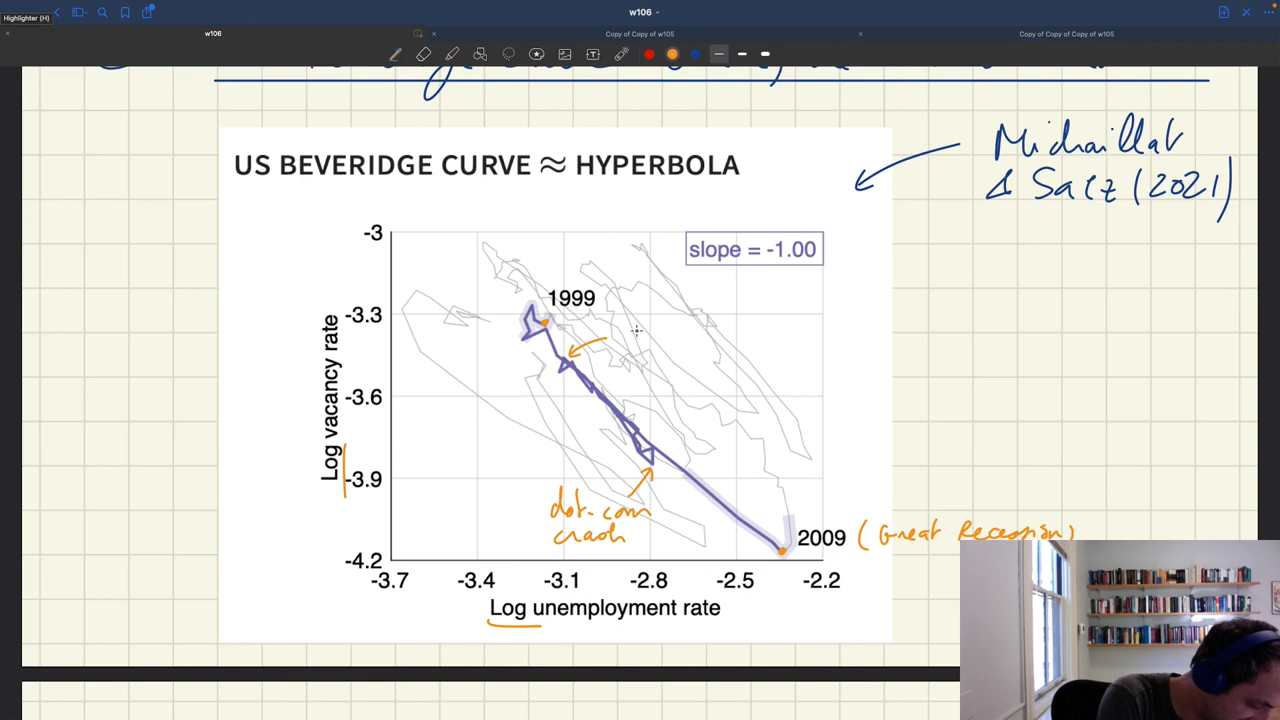 Highlighter (H)
w106
w106
Copy of Copy of w105
Copy of Copy of Copy of w105
Michaillat
& Saez (2021)
US BEVERIDGE CURVE ≈ HYPERBOLA
slope = -1.00
-3
1999
-3.3
-3.6
-3.9
-4.2
Log vacancy rate
dot-com
crash
2009 (Great Recession)
-3.7 -3.4 -3.1 -2.8 -2.5 -2.2
Log unemployment rate